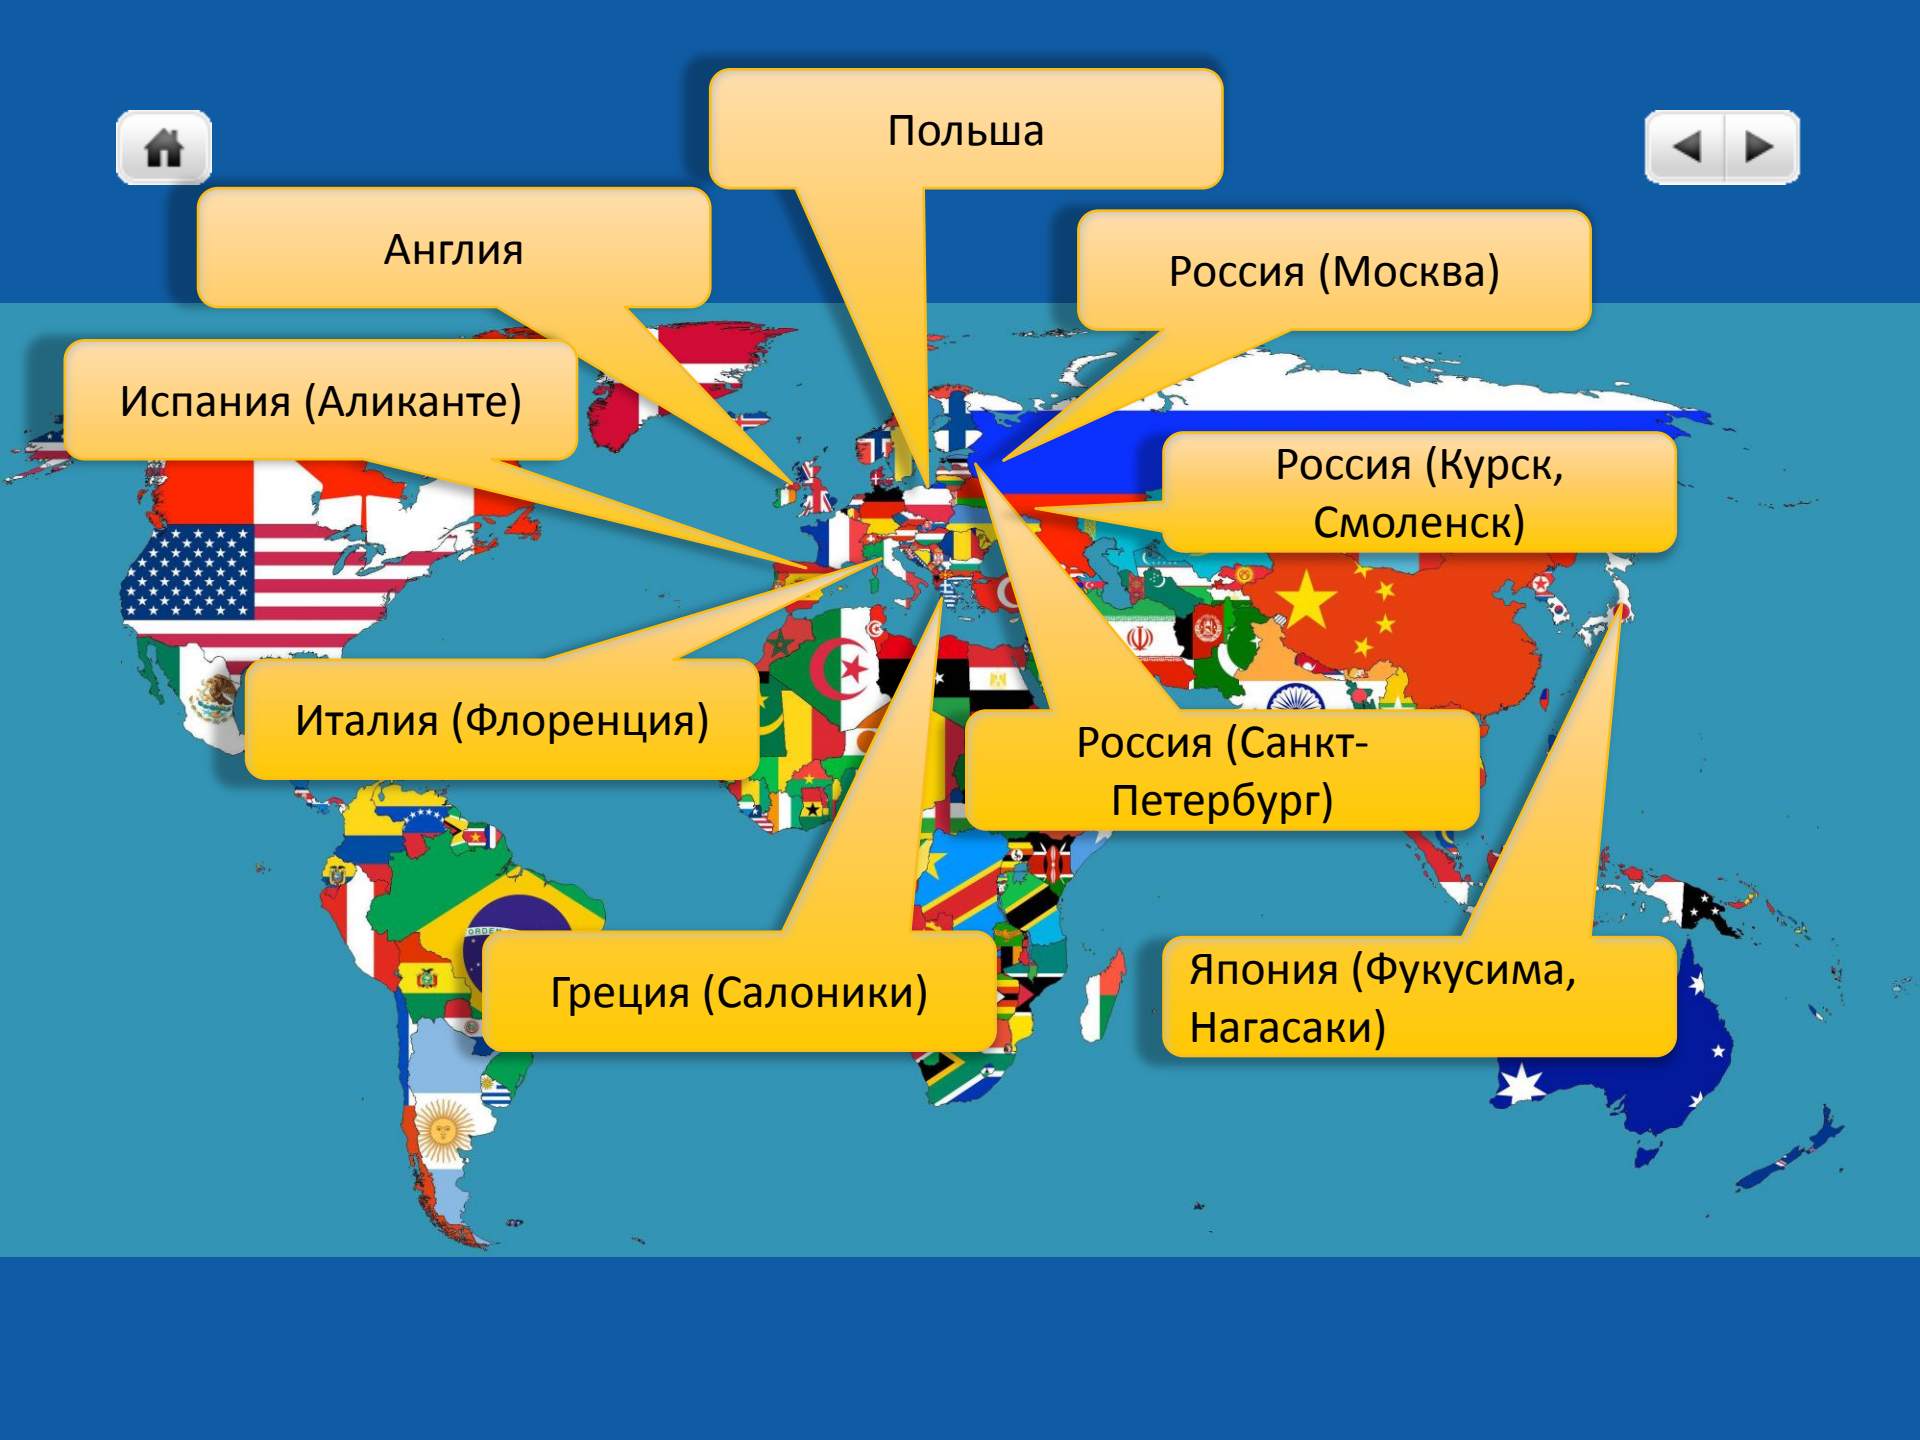 Польша
Англия
Россия (Москва)
Испания (Аликанте)
Россия (Курск,
Смоленск)
Италия (Флоренция)
Россия (Санкт-
Петербург)
Греция (Салоники)
Япония (Фукусима,
Нагасаки)